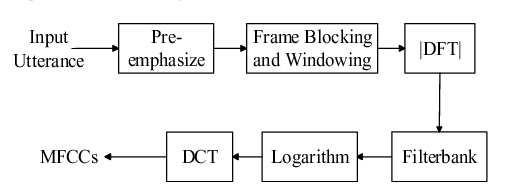 Input
Utterance
Pre-
emphasize
Frame Blocking
and Windowing
|DFT|
Filterbank
Logarithm
DCT
MFCCs